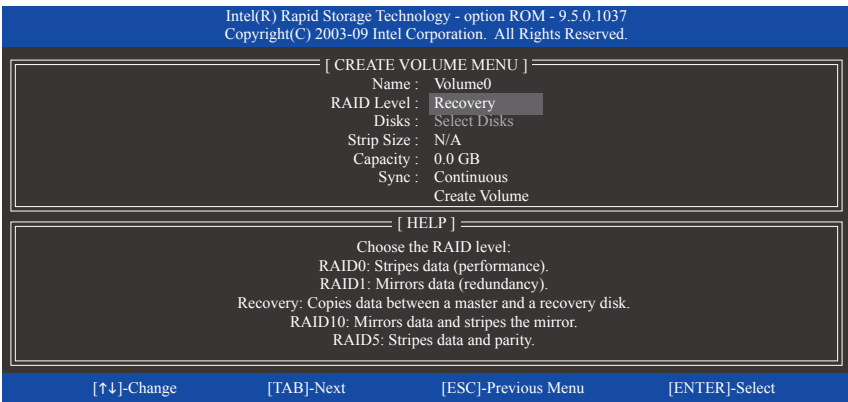 Intel(R) Rapid Storage Technology - option ROM - 9.5.0.1037
Copyright(C) 2003-09 Intel Corporation. All Rights Reserved.
[ CREATE VOLUME MENU ]
Name : Volume0
RAID Level : Recovery
Disks : Select Disks
Strip Size : N/A
Capacity : 0.0 GB
Sync : Continuous
Create Volume
[ HELP ]
Choose the RAID level:
RAID0: Stripes data (performance).
RAID1: Mirrors data (redundancy).
Recovery: Copies data between a master and a recovery disk.
RAID10: Mirrors data and stripes the mirror.
RAID5: Stripes data and parity.
[↑↓]-Change [TAB]-Next [ESC]-Previous Menu [ENTER]-Select